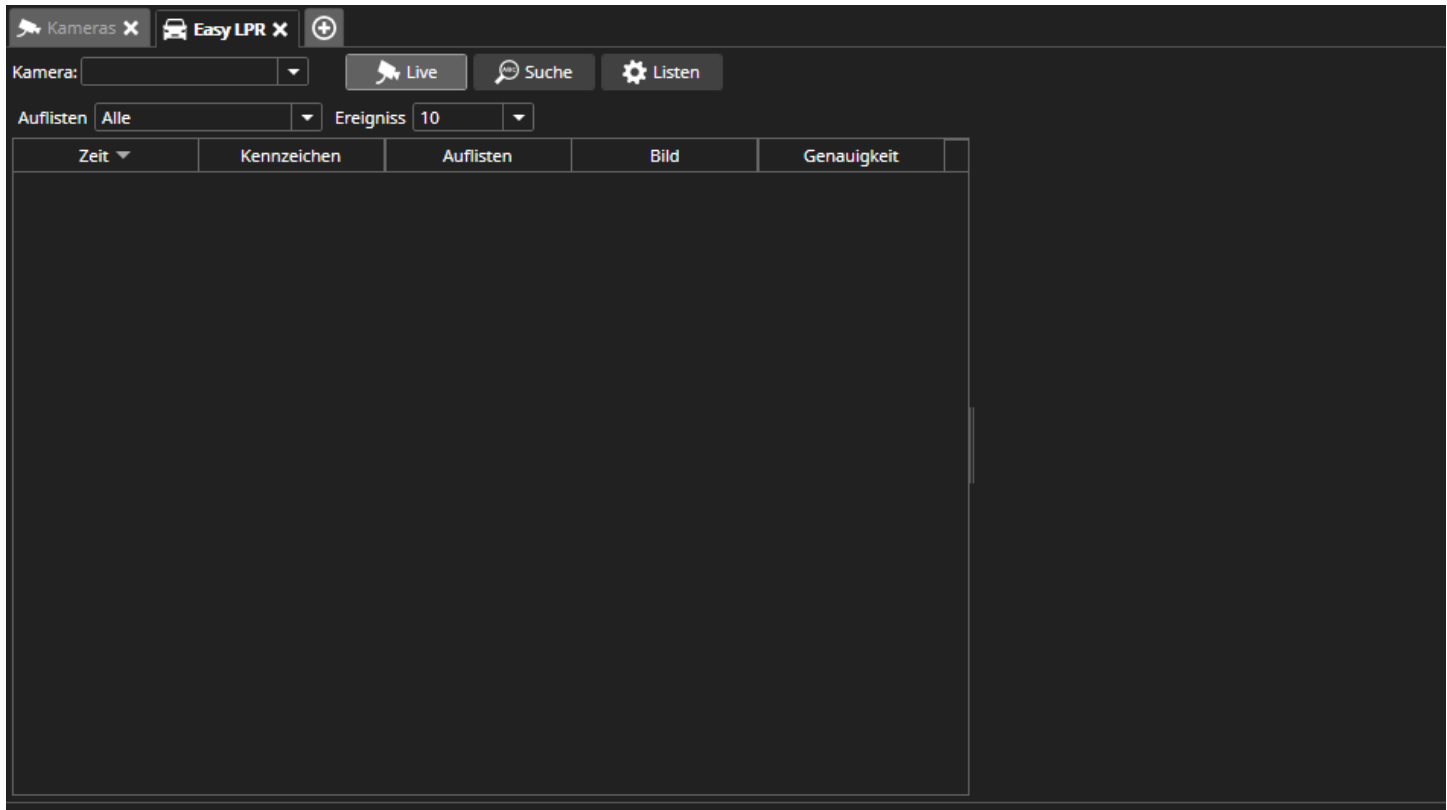 Kameras Easy LPR
Kamera: Live Suche Listen
Auflisten Alle Ereigniss 10
Zeit Kennzeichen Auflisten Bild Genauigkeit